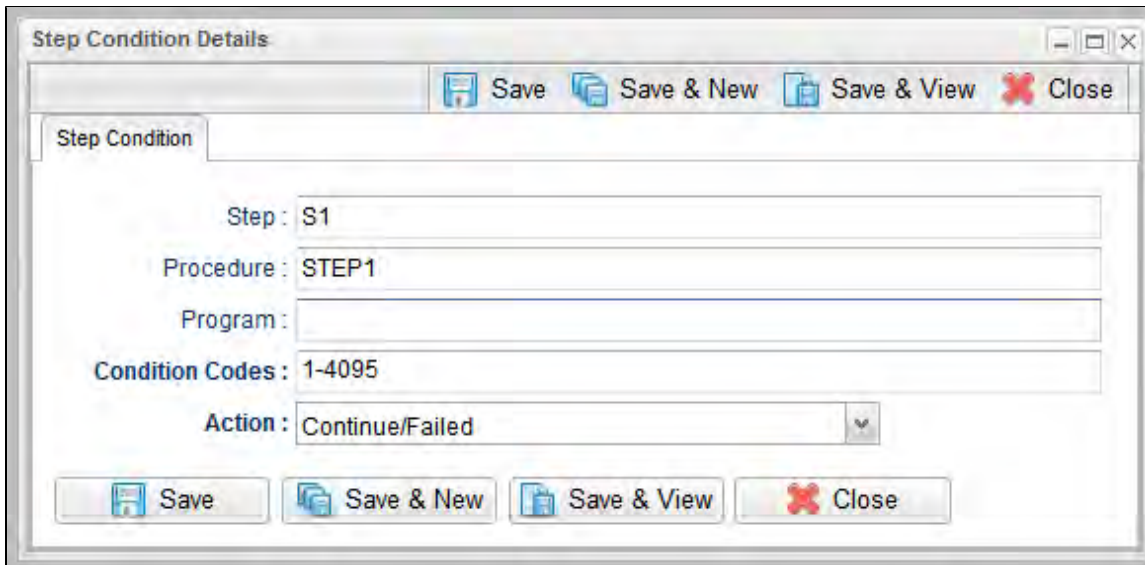 Step Condition Details
Save Save & New Save & View Close
Step Condition
Step : S1
Procedure : STEP1
Program :
Condition Codes : 1-4095
Action : Continue/Failed
Save Save & New Save & View Close